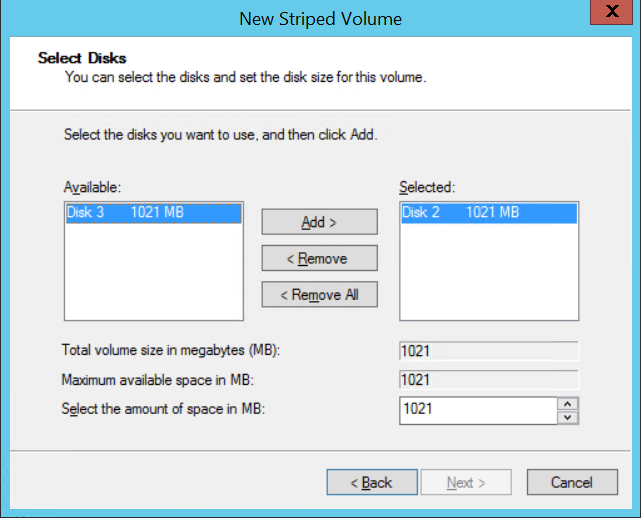 New Striped Volume
X
Select Disks
You can select the disks and set the disk size for this volume.
Select the disks you want to use, and then click Add.
Available:
Disk 3 1021 MB
Add >
< Remove
< Remove All
Selected:
Disk 2 1021 MB
Total volume size in megabytes (MB): 1021
Maximum available space in MB: 1021
Select the amount of space in MB: 1021
< Back Next > Cancel